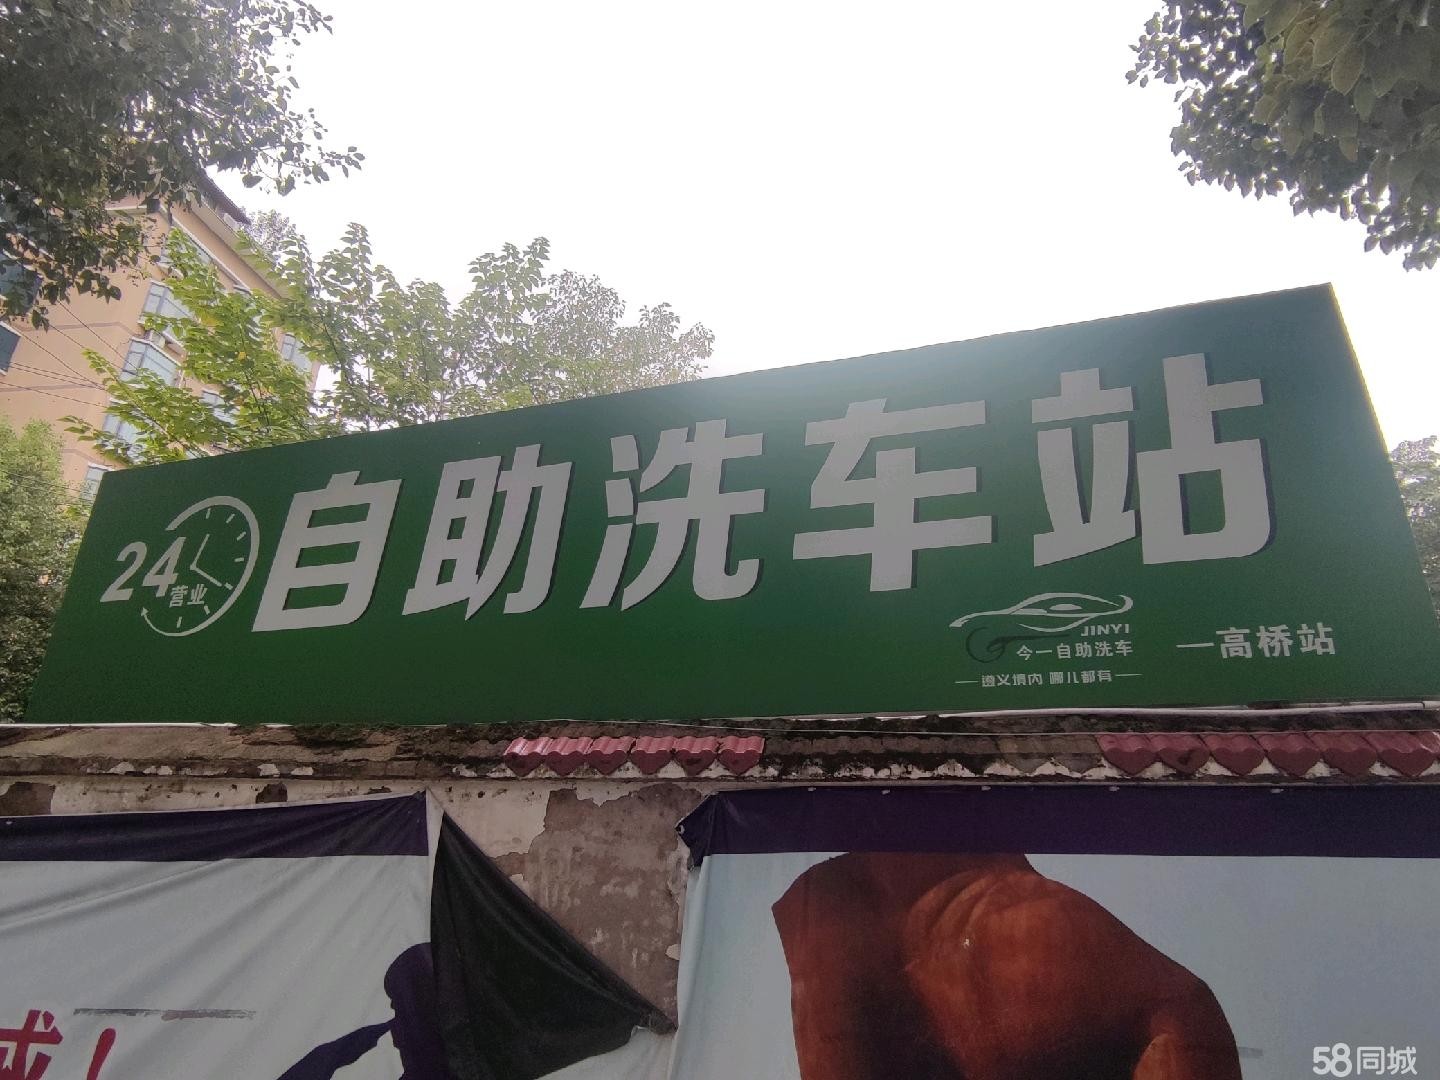 24
营业
自助洗车站
JINYI
今一自助洗车
遵义境内 哪儿都有
一高桥站
!
58同城